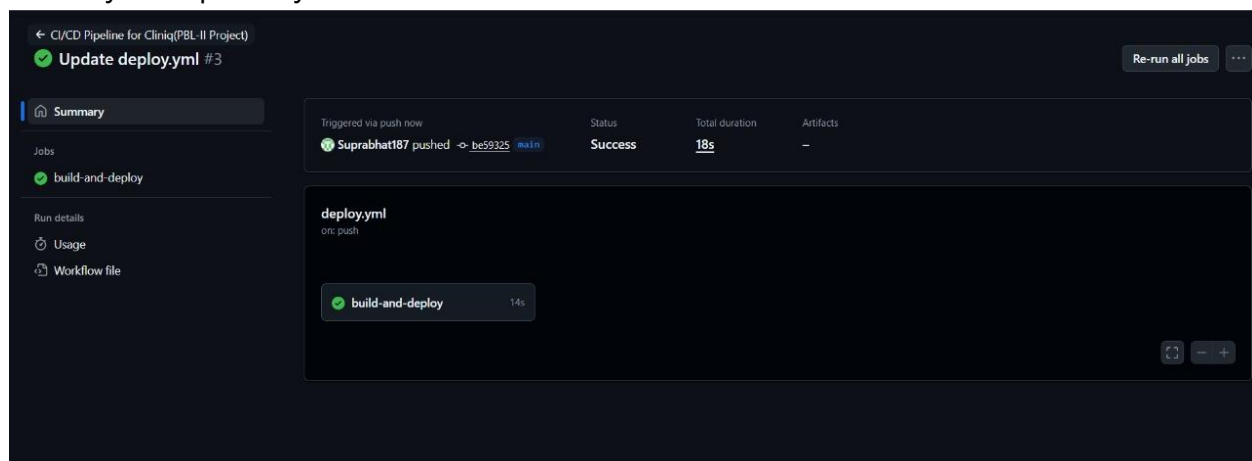 ← CI/CD Pipeline for Cliniq(PBL-II Project)
Update deploy.yml #3
Re-run all jobs
Summary
Jobs
build-and-deploy
Run details
Usage
Workflow file
Triggered via push now
Suprabhat187 pushed be59325 main
Status
Success
Total duration
18s
Artifacts
–
deploy.yml
on: push
build-and-deploy 14s